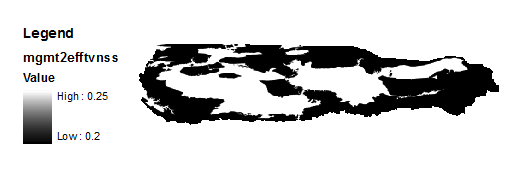 Legend
mgmt2efftvnss
Value
High : 0.25
Low : 0.2